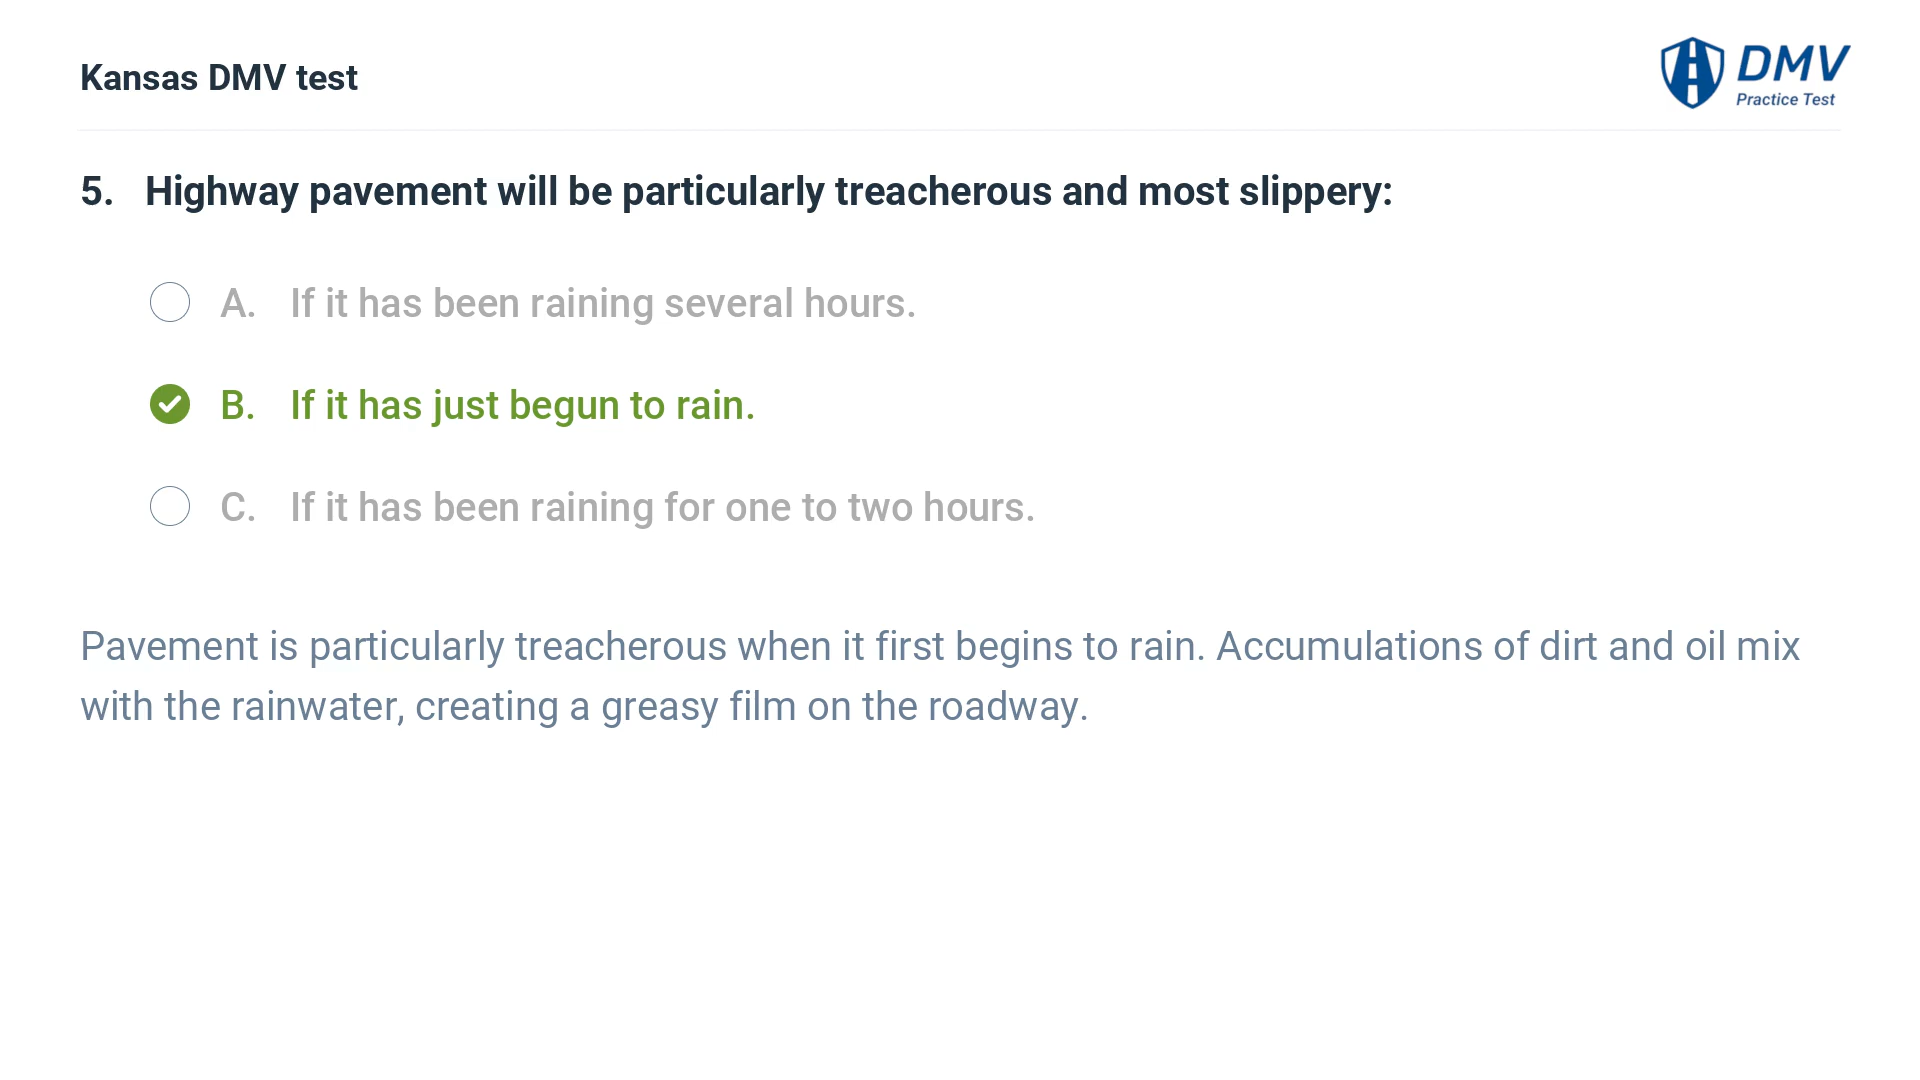 Kansas DMV test
DMV
Practice Test
5. Highway pavement will be particularly treacherous and most slippery:
A. If it has been raining several hours.
B. If it has just begun to rain.
C. If it has been raining for one to two hours.
Pavement is particularly treacherous when it first begins to rain. Accumulations of dirt and oil mix
with the rainwater, creating a greasy film on the roadway.